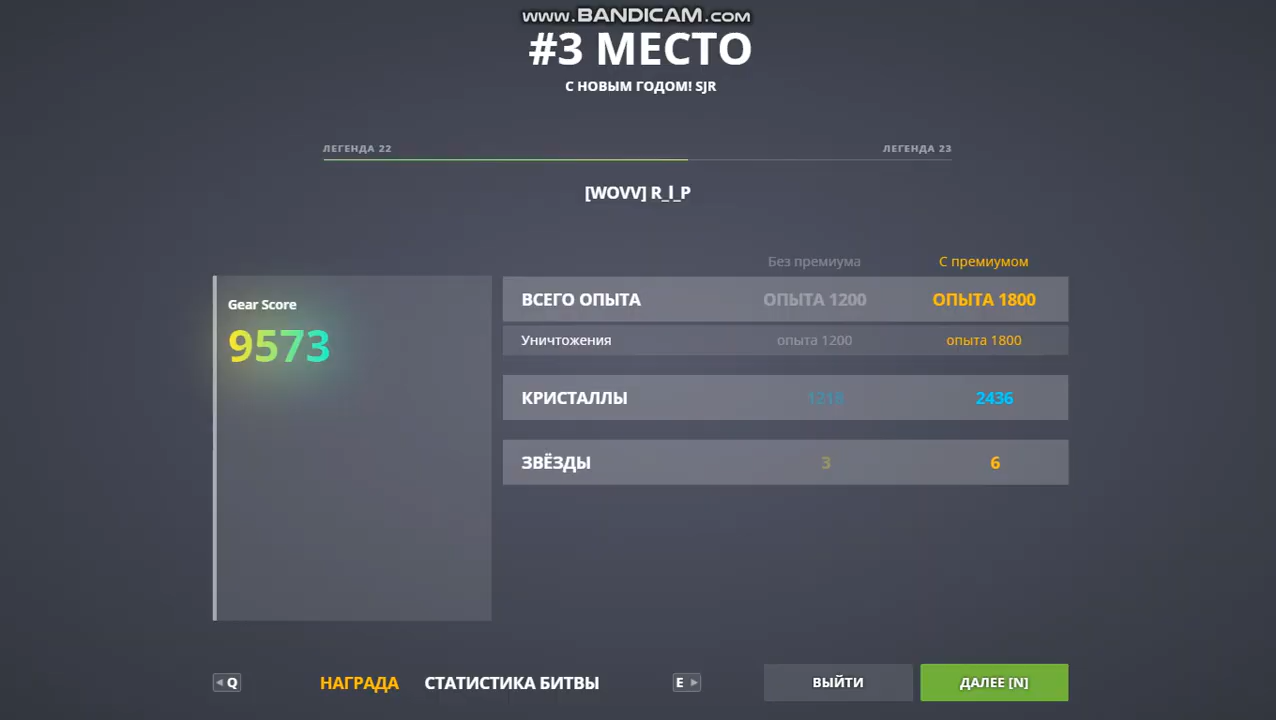 www.BANDICAM.com
#3 МЕСТО
С НОВЫМ ГОДОМ! SJR
ЛЕГЕНДА 22 ЛЕГЕНДА 23
[WOVV] R_l_P
Без премиума С премиумом
Gear Score
9573
ВСЕГО ОПЫТА ОПЫТА 1200 ОПЫТА 1800
Уничтожения опыта 1200 опыта 1800
КРИСТАЛЛЫ 1218 2436
ЗВЁЗДЫ 3 6
Q НАГРАДА СТАТИСТИКА БИТВЫ E ВЫЙТИ ДАЛЕЕ [N]